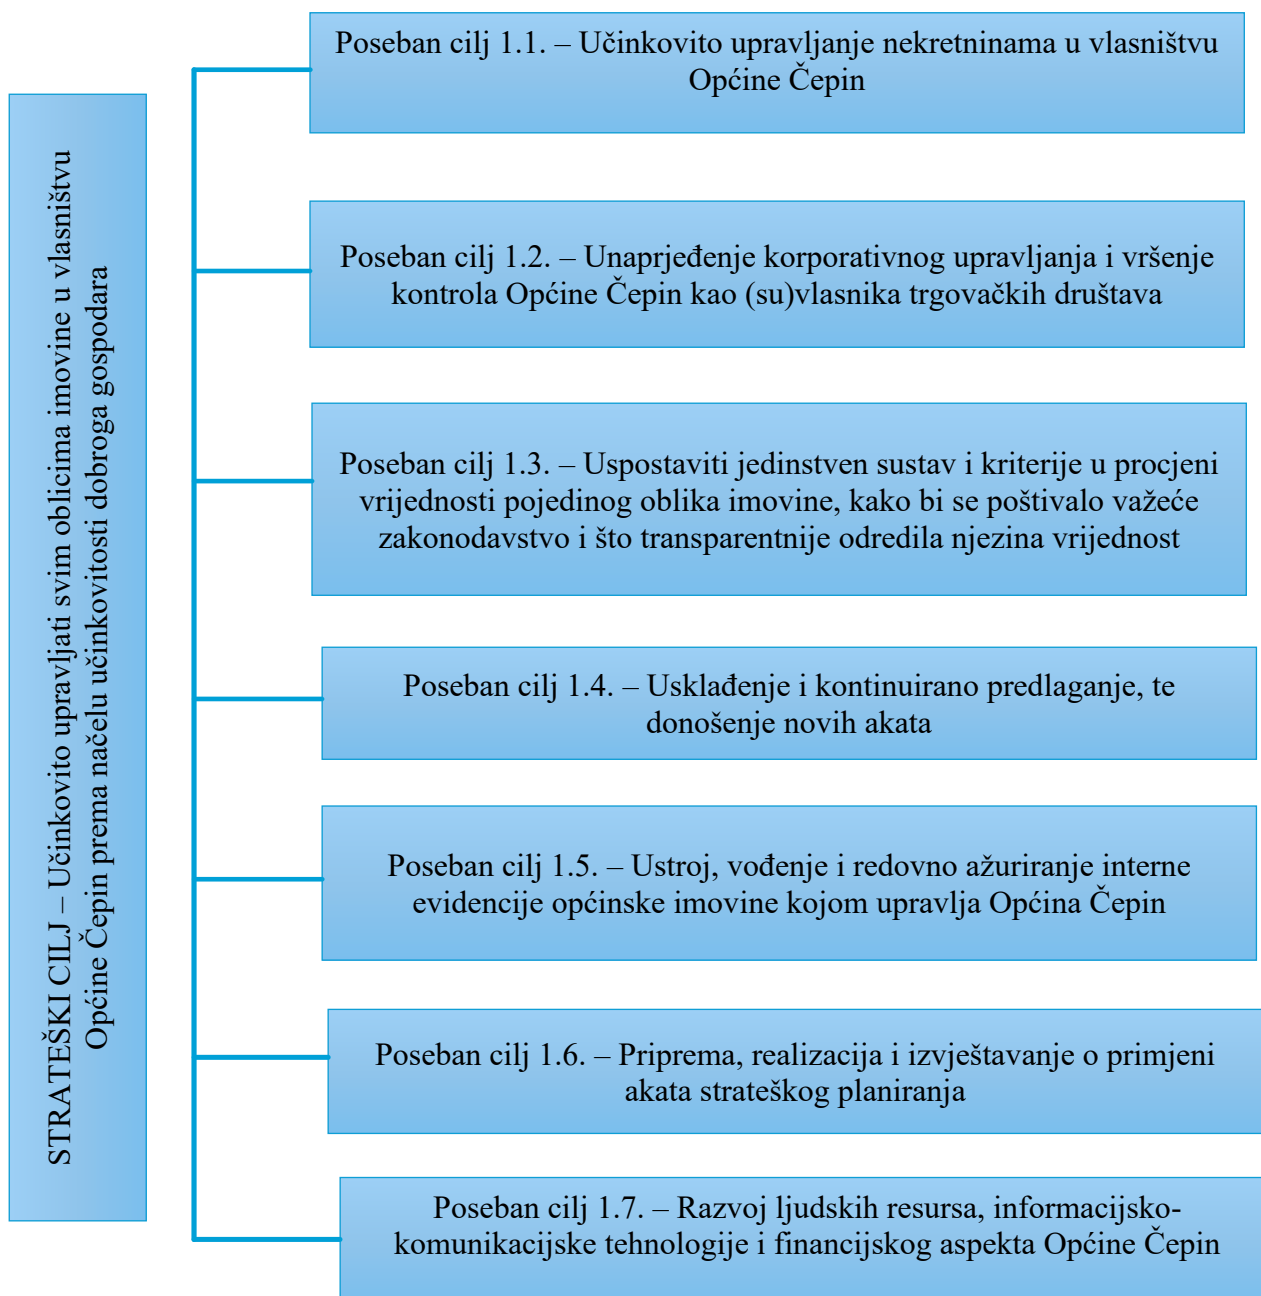 STRATEŠKI CILJ – Učinkovito upravljati svim oblicima imovine u vlasništvu
Općine Čepin prema načelu učinkovitosti dobroga gospodara
Poseban cilj 1.1. – Učinkovito upravljanje nekretninama u vlasništvu
Općine Čepin
Poseban cilj 1.2. – Unaprjeđenje korporativnog upravljanja i vršenje
kontrola Općine Čepin kao (su)vlasnika trgovačkih društava
Poseban cilj 1.3. – Uspostaviti jedinstven sustav i kriterije u procjeni
vrijednosti pojedinog oblika imovine, kako bi se poštivalo važeće
zakonodavstvo i što transparentnije odredila njezina vrijednost
Poseban cilj 1.4. – Usklađenje i kontinuirano predlaganje, te
donošenje novih akata
Poseban cilj 1.5. – Ustroj, vođenje i redovno ažuriranje interne
evidencije općinske imovine kojom upravlja Općina Čepin
Poseban cilj 1.6. – Priprema, realizacija i izvještavanje o primjeni
akata strateškog planiranja
Poseban cilj 1.7. – Razvoj ljudskih resursa, informacijsko-
komunikacijske tehnologije i financijskog aspekta Općine Čepin